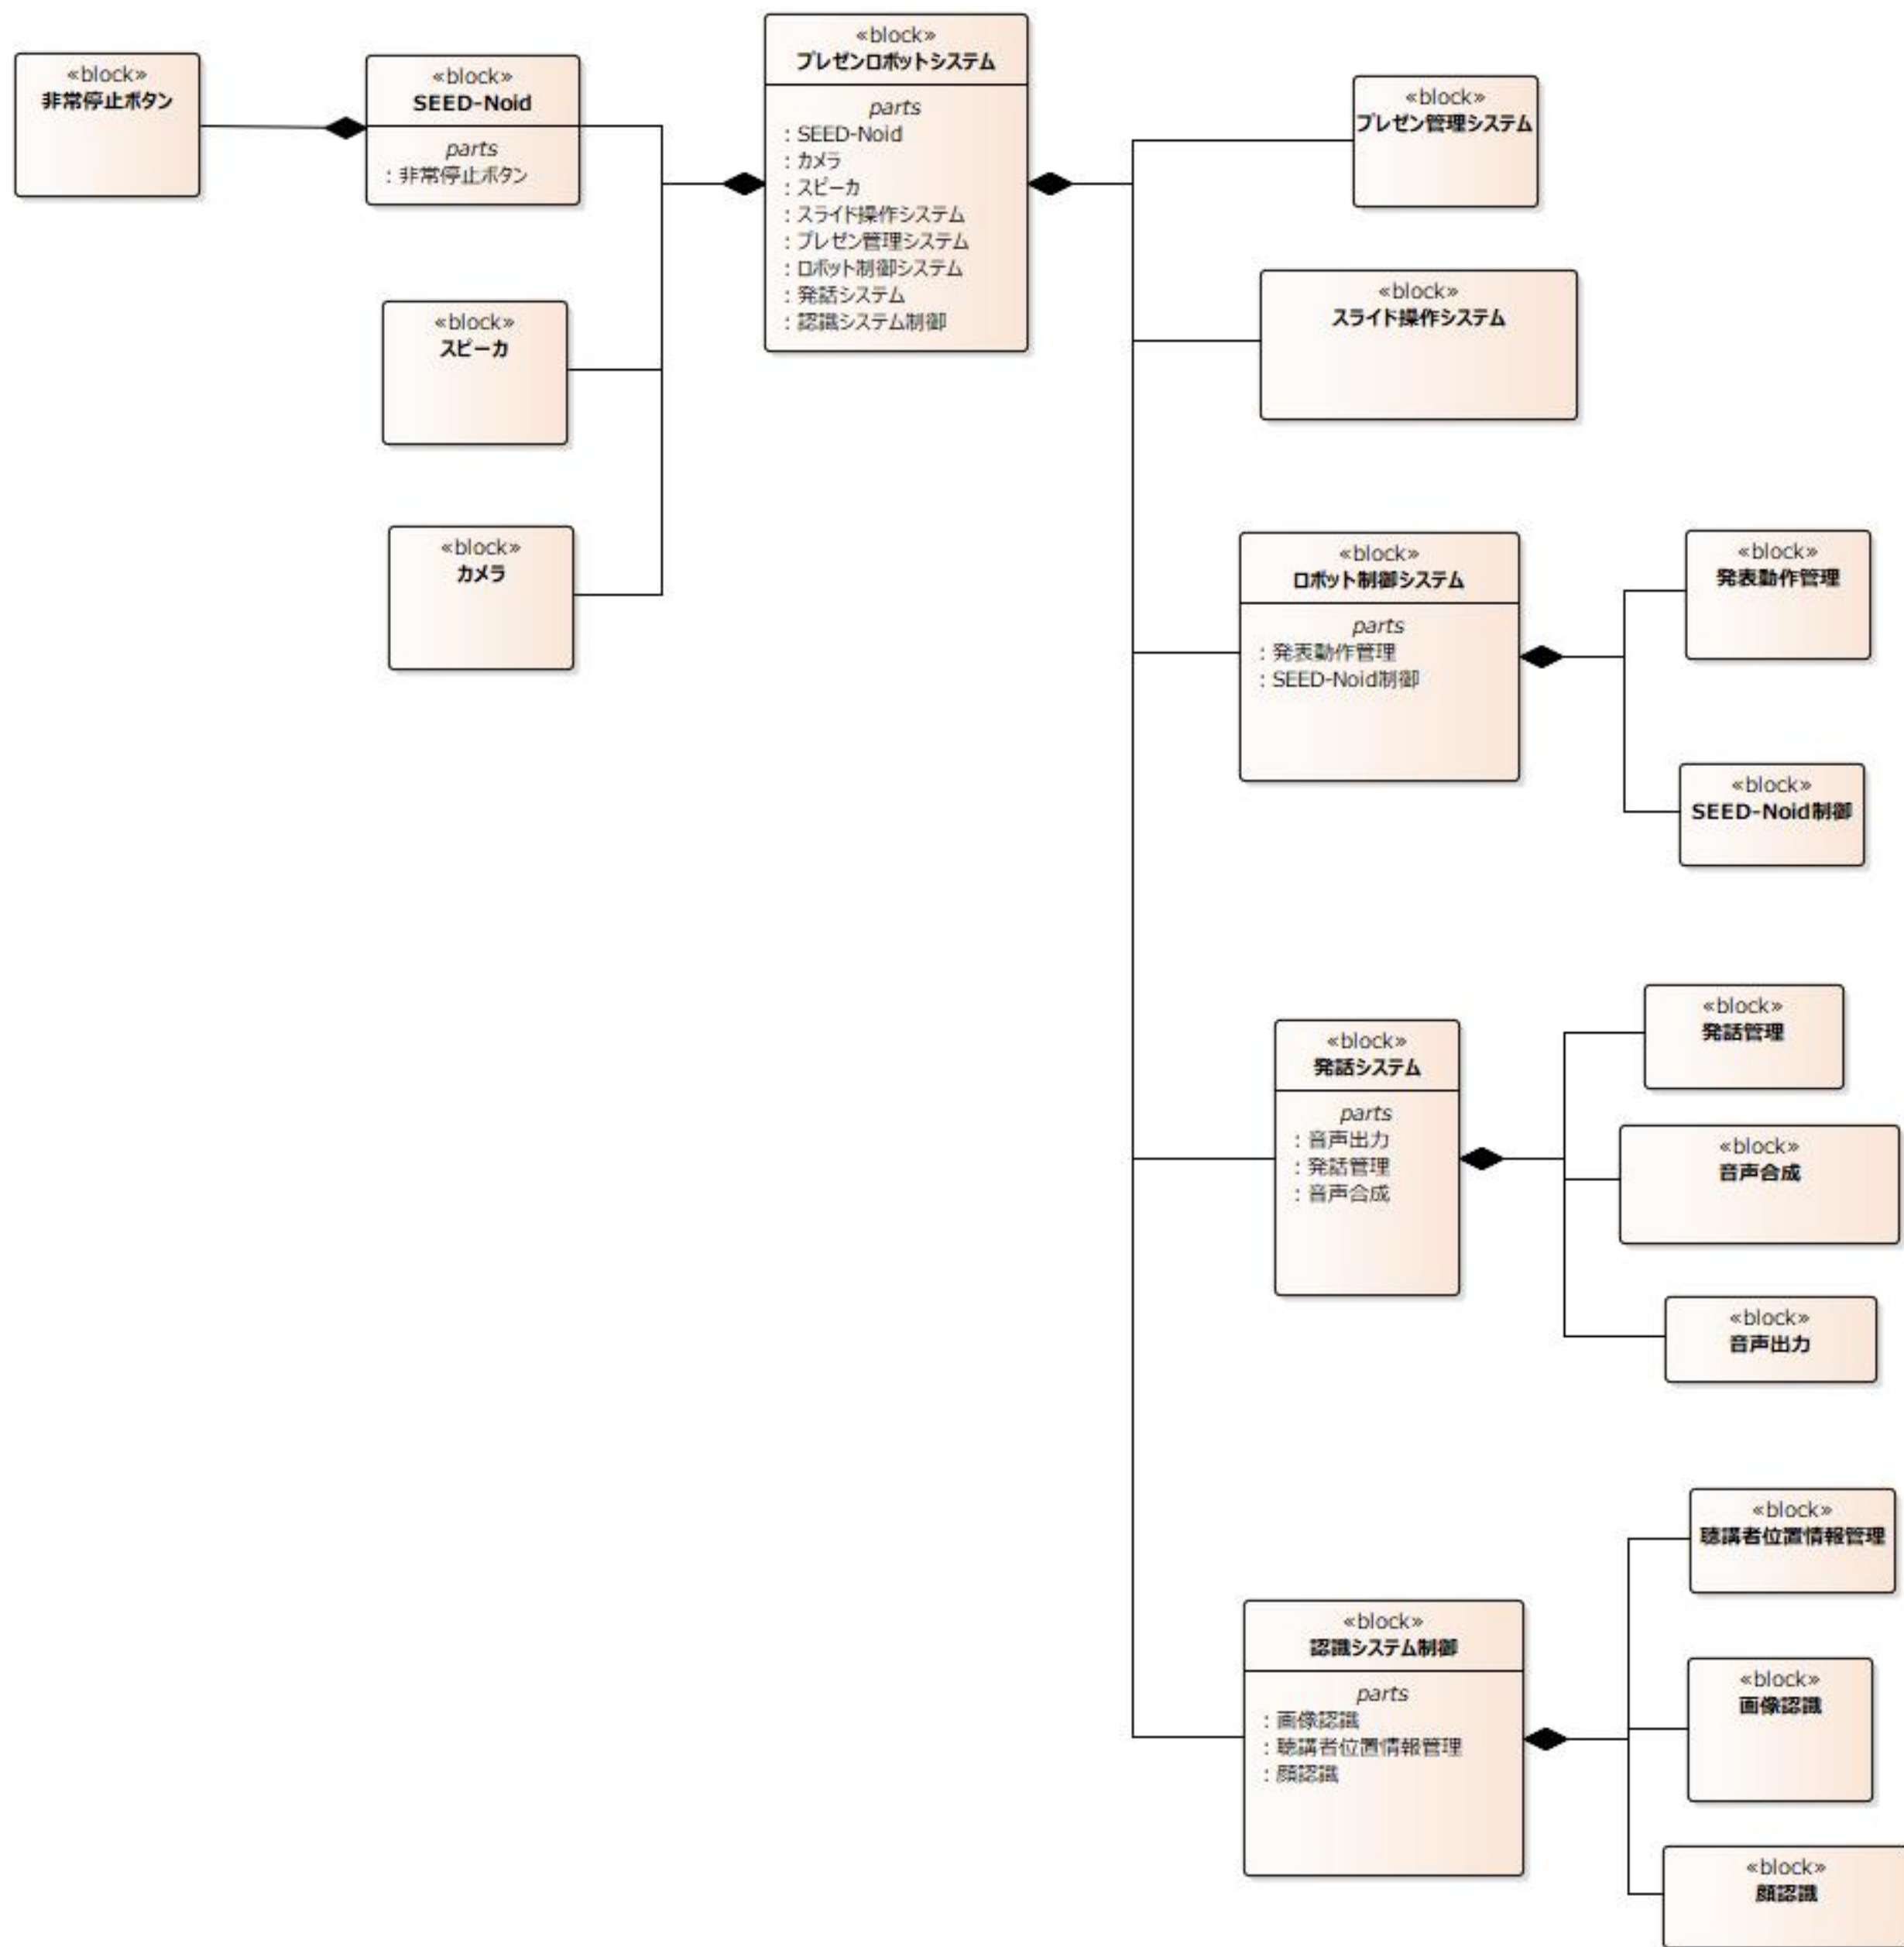 «block»
非常停止ボタン
«block»
SEED-Noid
parts
: 非常停止ボタン
«block»
スピーカ
«block»
カメラ
«block»
プレゼンロボットシステム
parts
: SEED-Noid
: カメラ
: スピーカ
: スライド操作システム
: プレゼン管理システム
: ロボット制御システム
: 発話システム
: 認識システム制御
«block»
プレゼン管理システム
«block»
スライド操作システム
«block»
ロボット制御システム
parts
: 発表動作管理
: SEED-Noid制御
«block»
発表動作管理
«block»
SEED-Noid制御
«block»
発話システム
parts
: 音声出力
: 発話管理
: 音声合成
«block»
発話管理
«block»
音声合成
«block»
音声出力
«block»
認識システム制御
parts
: 画像認識
: 聴講者位置情報管理
: 顔認識
«block»
聴講者位置情報管理
«block»
画像認識
«block»
顔認識